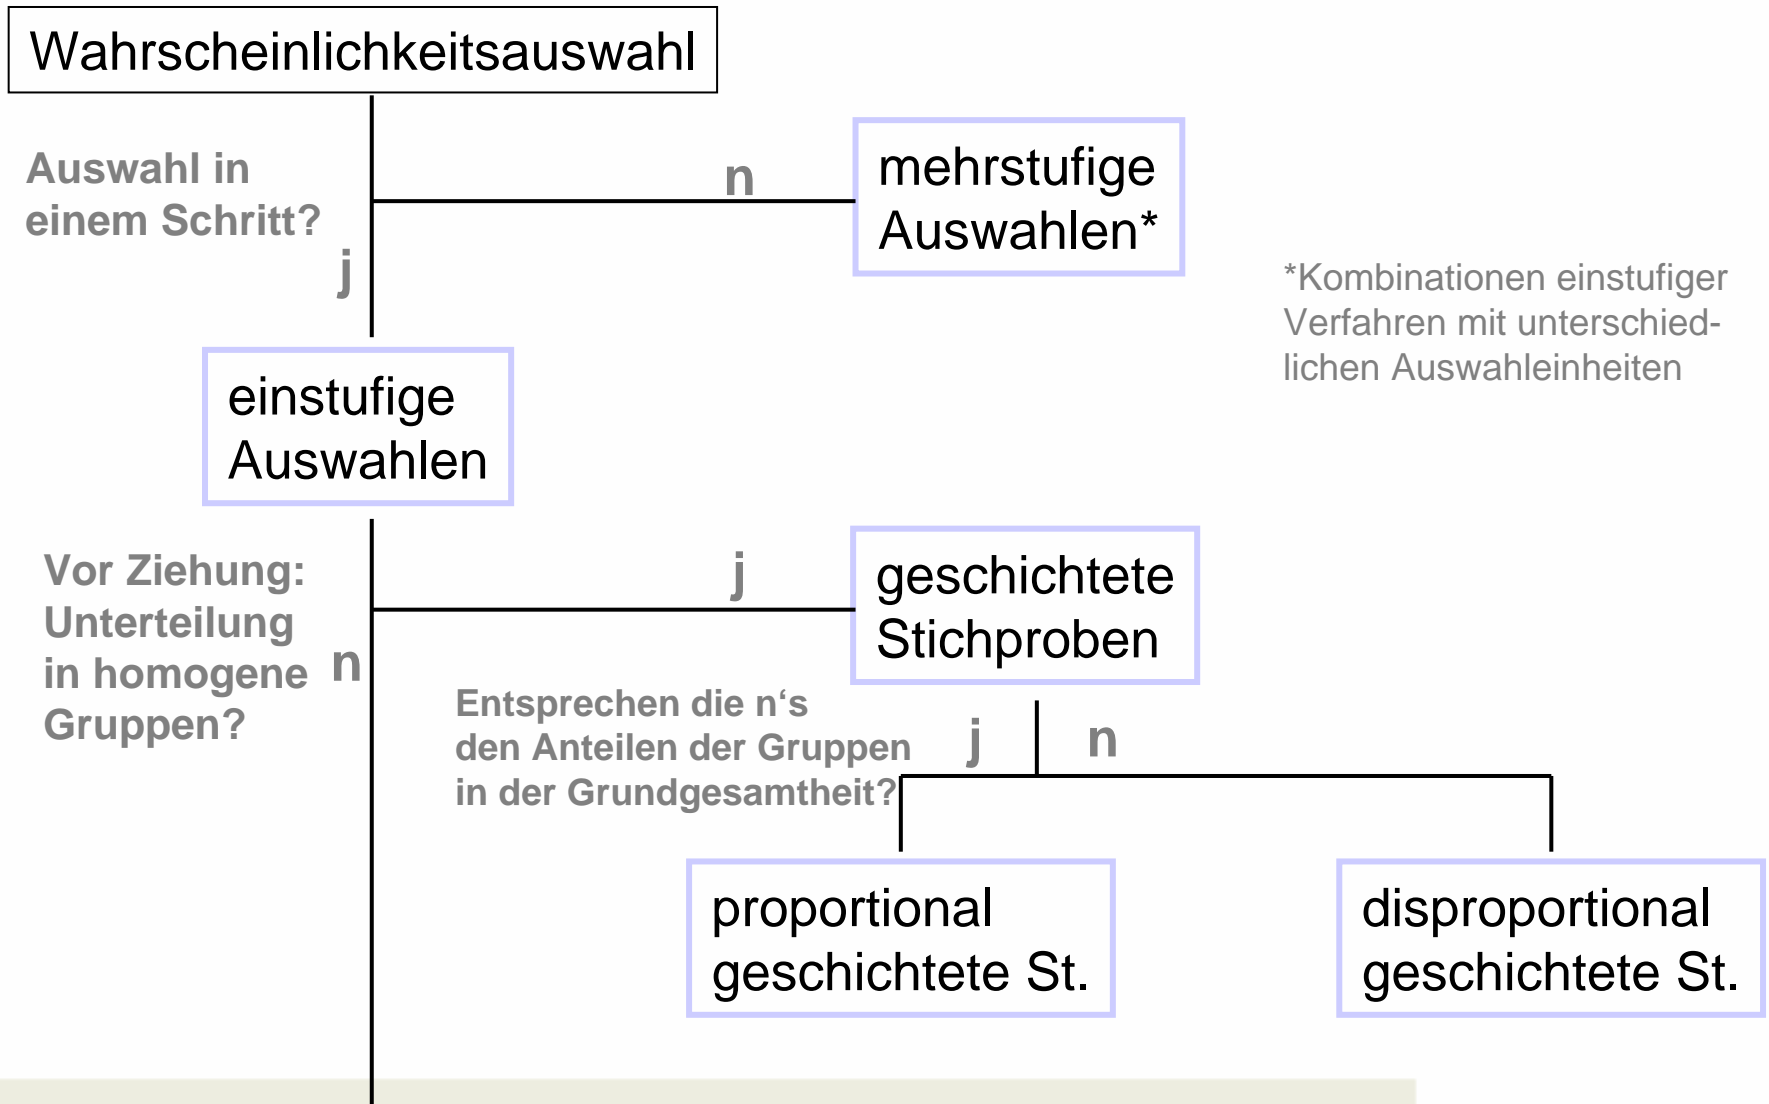 Wahrscheinlichkeitsauswahl
Auswahl in
einem Schritt?
n
j
mehrstufige
Auswahlen*
*Kombinationen einstufiger
Verfahren mit unterschied-
lichen Auswahleinheiten
einstufige
Auswahlen
Vor Ziehung:
Unterteilung
in homogene
Gruppen?
n
j
geschichtete
Stichproben
Entsprechen die n‘s
den Anteilen der Gruppen
in der Grundgesamtheit?
j
n
proportional
geschichtete St.
disproportional
geschichtete St.